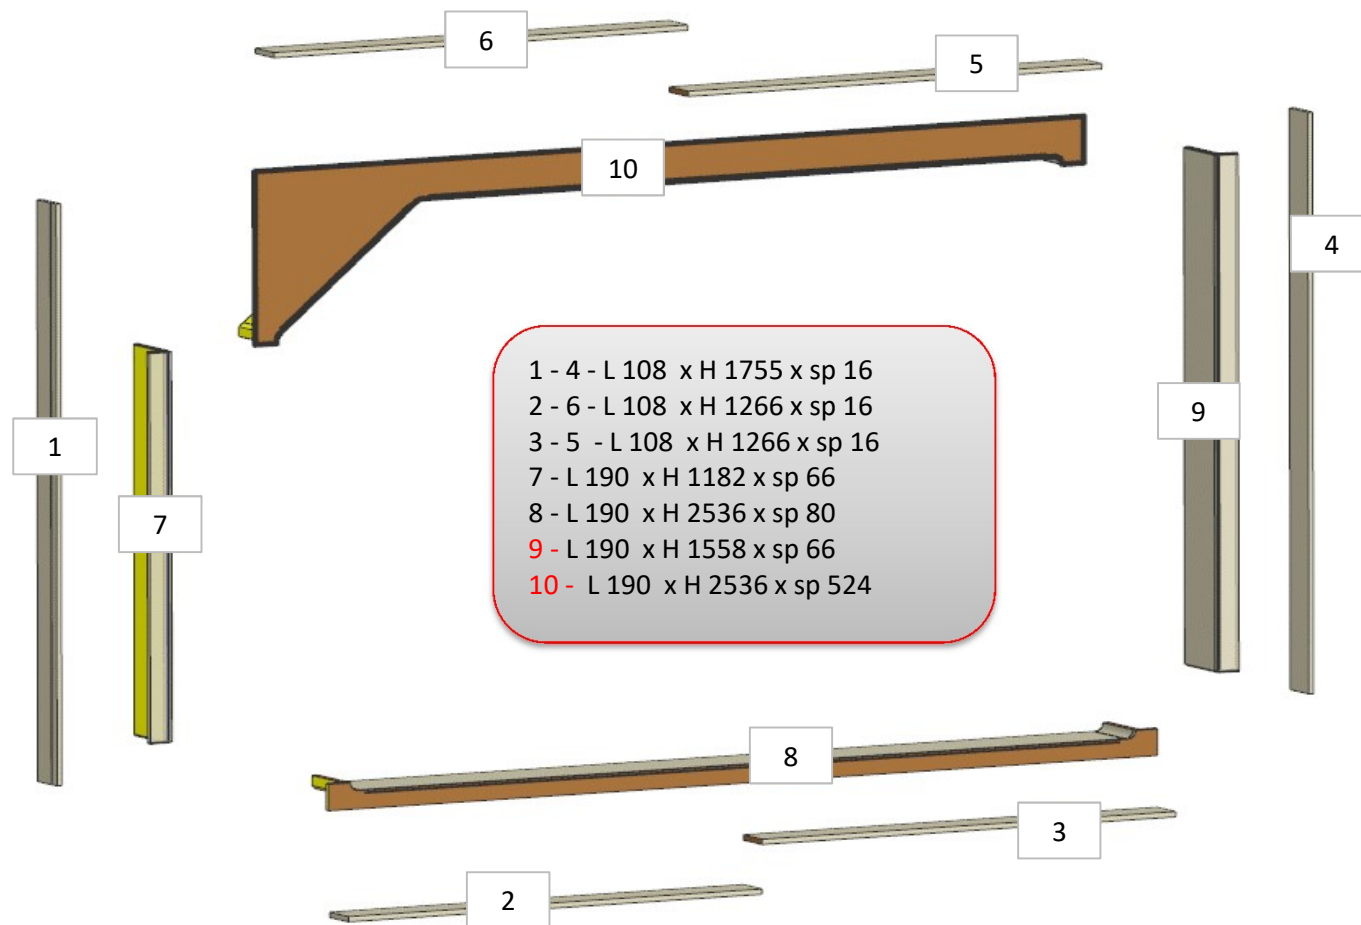 6
5
10
4
1 - 4 - L 108 x H 1755 x sp 16
2 - 6 - L 108 x H 1266 x sp 16
3 - 5 - L 108 x H 1266 x sp 16
7 - L 190 x H 1182 x sp 66
8 - L 190 x H 2536 x sp 80
9 - L 190 x H 1558 x sp 66
10 - L 190 x H 2536 x sp 524
9
1
7
8
3
2